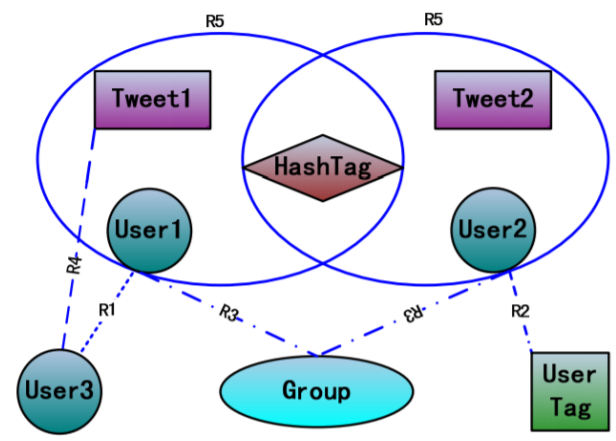 R5
R5
Tweet1
Tweet2
HashTag
User1
User2
R4
R1
R3
R3
R2
User3
Group
User
Tag